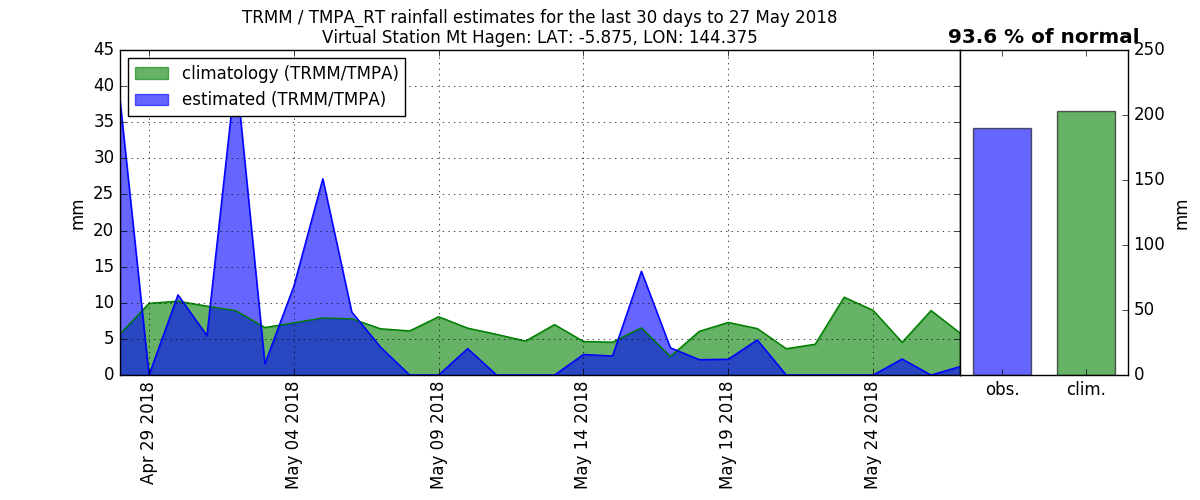 TRMM / TMPA_RT rainfall estimates for the last 30 days to 27 May 2018
Virtual Station Mt Hagen: LAT: -5.875, LON: 144.375
93.6 % of normal
climatology (TRMM/TMPA)
estimated (TRMM/TMPA)
45
40
35
30
25
20
15
10
5
0
mm
Apr 29 2018
May 04 2018
May 09 2018
May 14 2018
May 19 2018
May 24 2018
250
200
150
100
50
0
mm
obs.
clim.